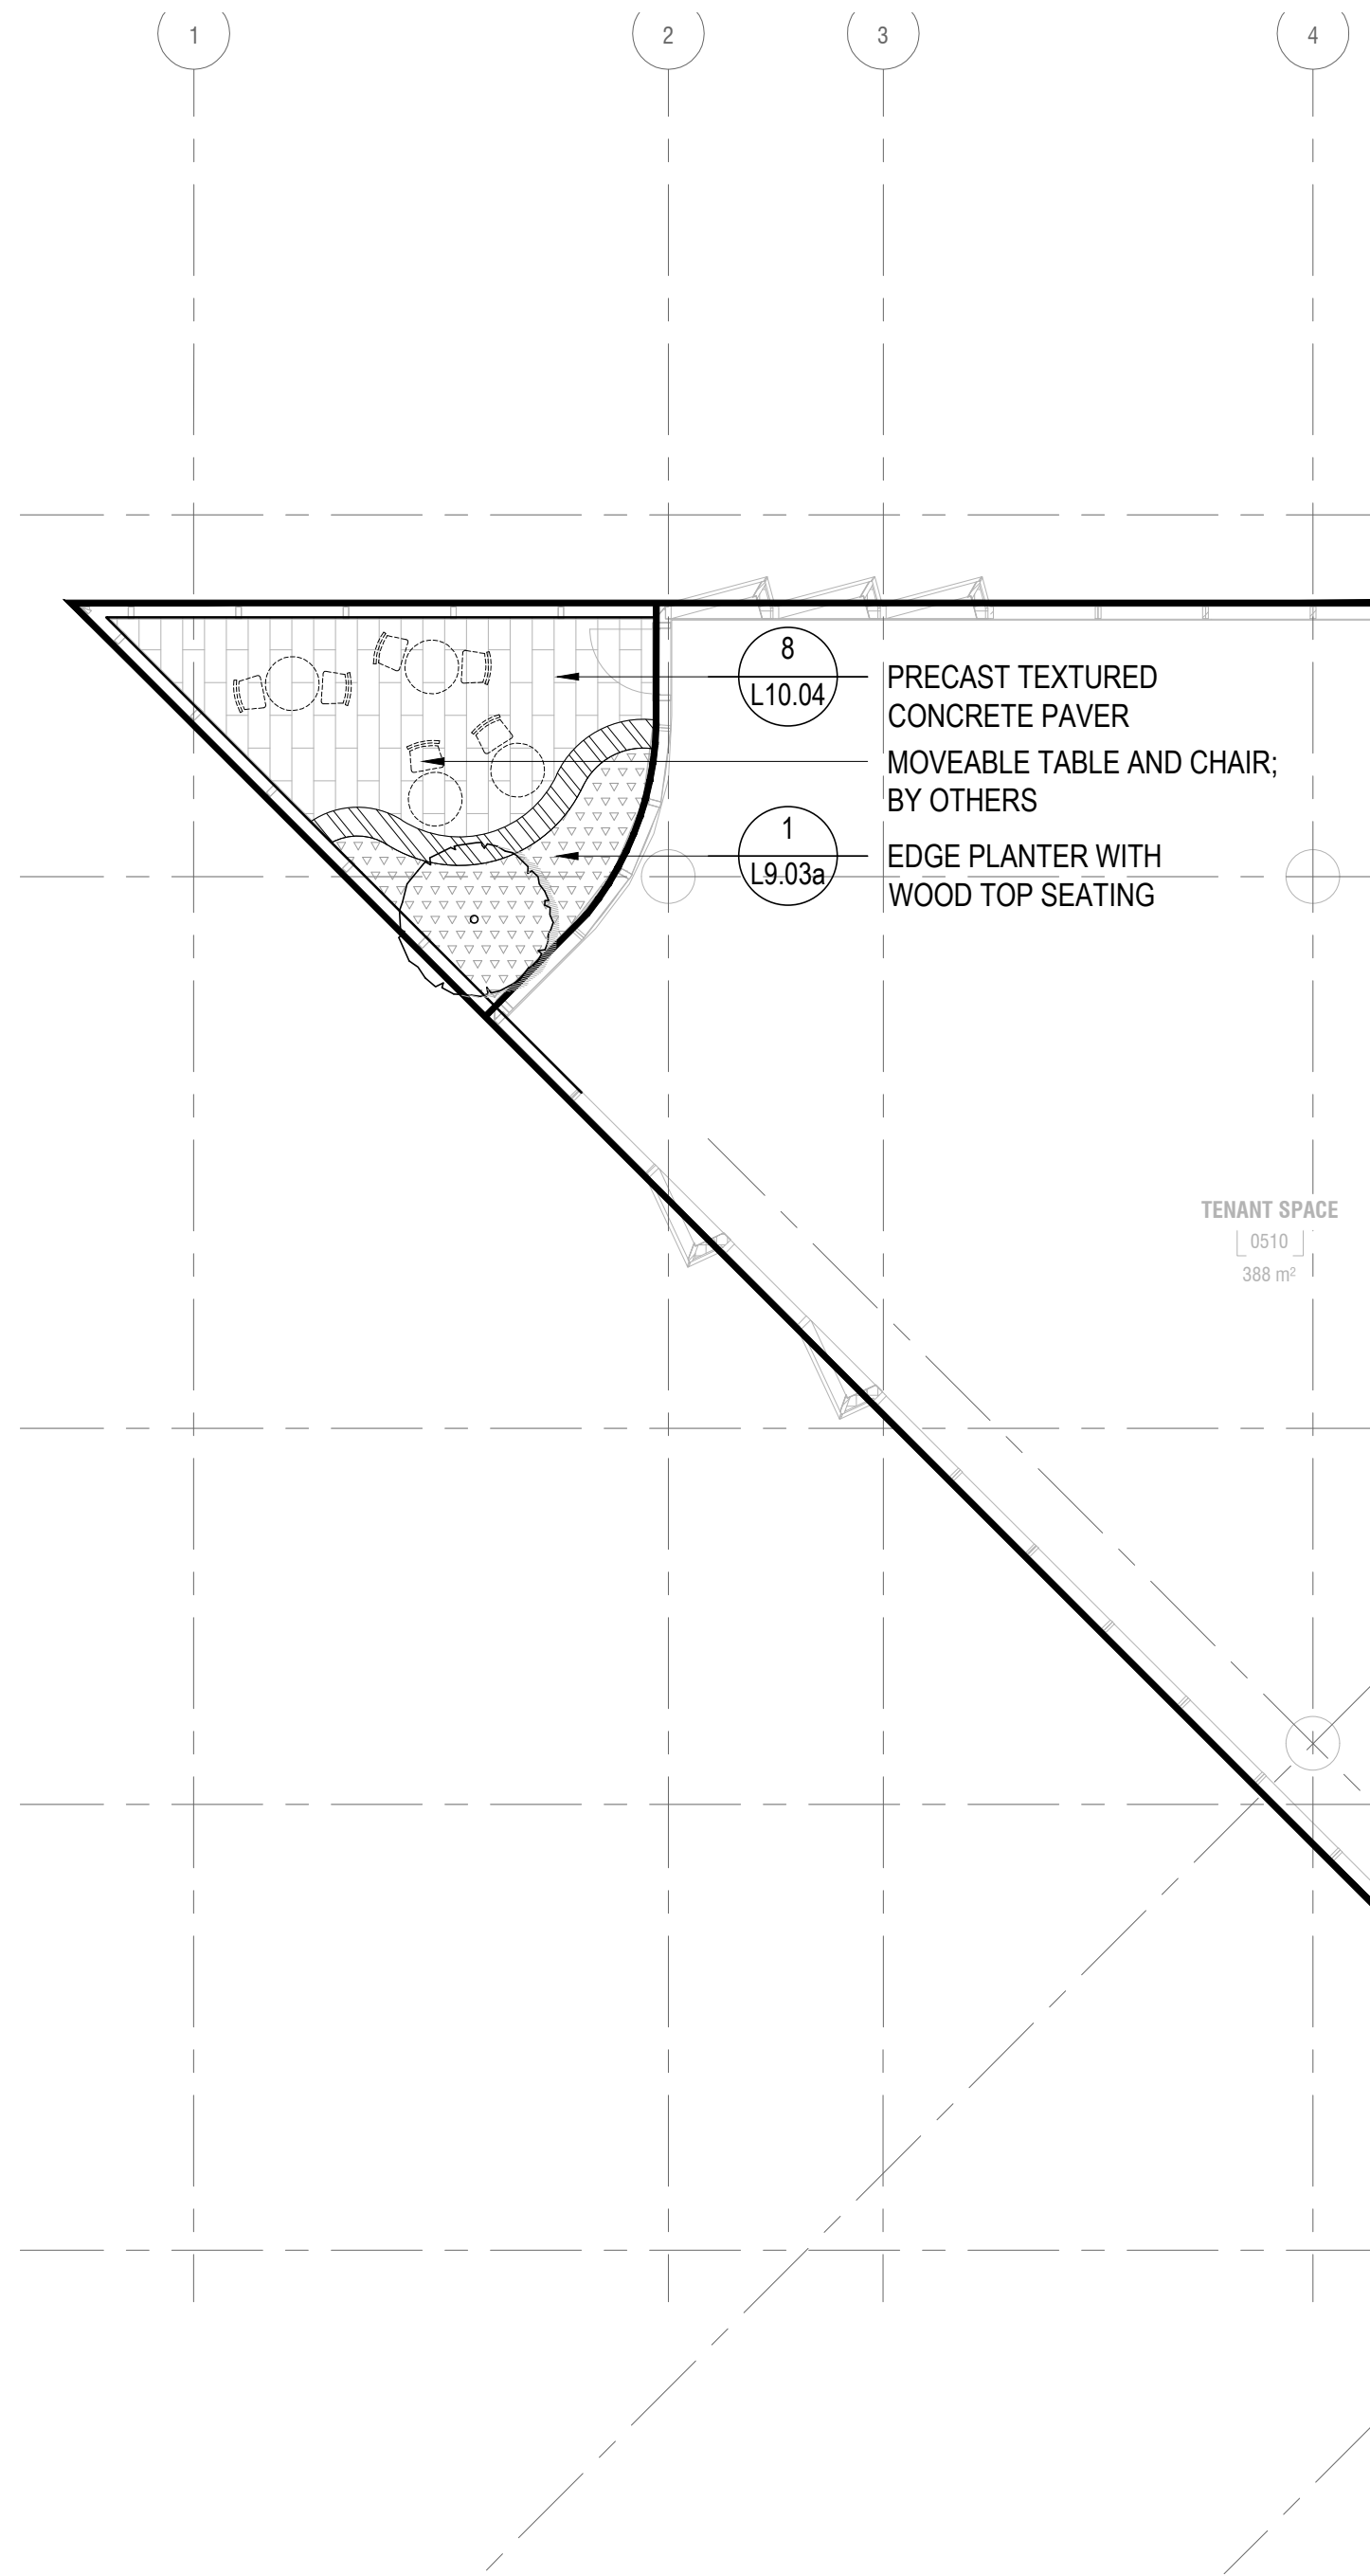 1
2
3
4
8
L10.04
PRECAST TEXTURED
CONCRETE PAVER
MOVEABLE TABLE AND CHAIR;
BY OTHERS
1
L9.03a
EDGE PLANTER WITH
WOOD TOP SEATING
TENANT SPACE
0510
388 m²